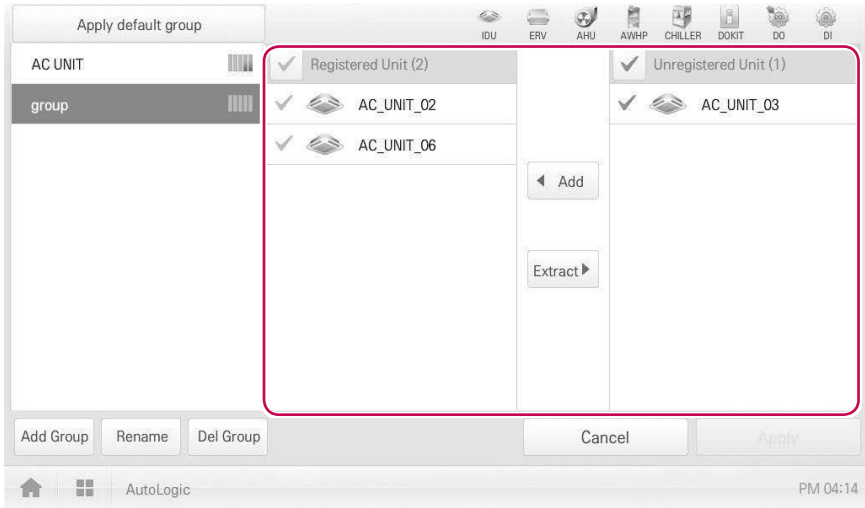 Apply default group
IDU ERV AHU AWHP CHILLER DOKIT DO DI
AC UNIT
group
Registered Unit (2)
AC_UNIT_02
AC_UNIT_06
Add
Extract
Unregistered Unit (1)
AC_UNIT_03
Add Group Rename Del Group Cancel Apply
AutoLogic PM 04:14